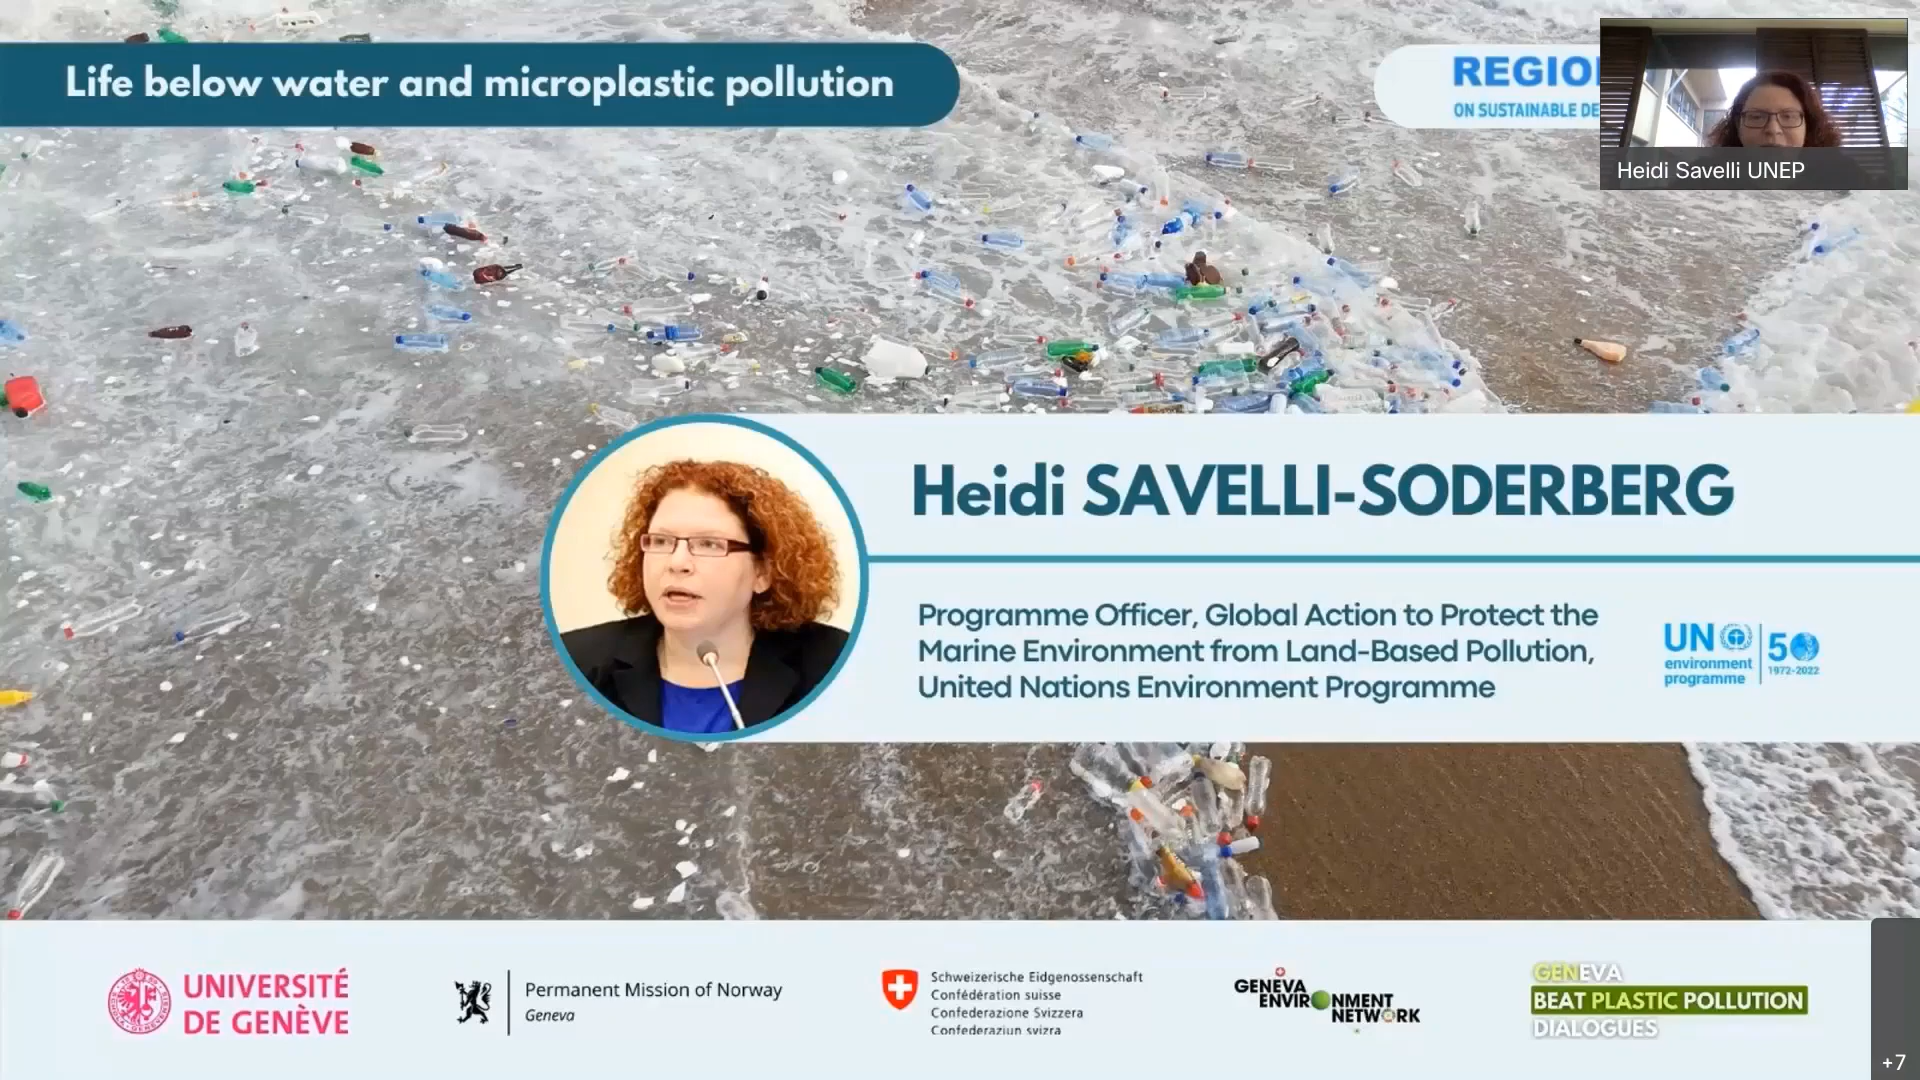 Life below water and microplastic pollution
ON SUSTAINABLE
Heidi Savelli UNEP
Heidi SAVELLI-SODERBERG
Programme Officer, Global Action to Protect the
Marine Environment from Land-Based Pollution,
United Nations Environment Programme
UN
environment
programme
50
1972-2022
UNIVERSITÉ
DE GENÈVE
Permanent Mission of Norway
Geneva
Schweizerische Eidgenossenschaft
Confédération suisse
Confederazione Svizzera
Confederaziun svizra
GENEVA
ENVIRONMENT
NETWORK
GENEVA
BEAT PLASTIC POLLUTION
DIALOGUES
+7